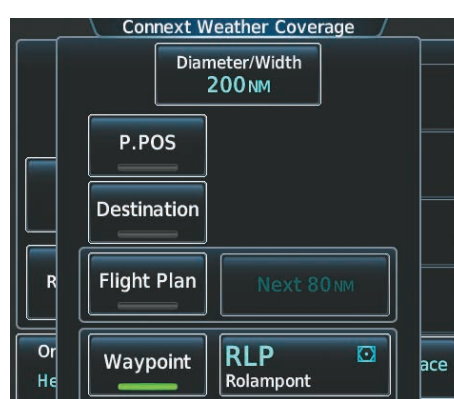 Connext Weather Coverage
Diameter/Width
200NM
P.POS
Destination
R
Flight Plan
Next 80NM
Or
He
Waypoint
RLP
Rolampont
ace